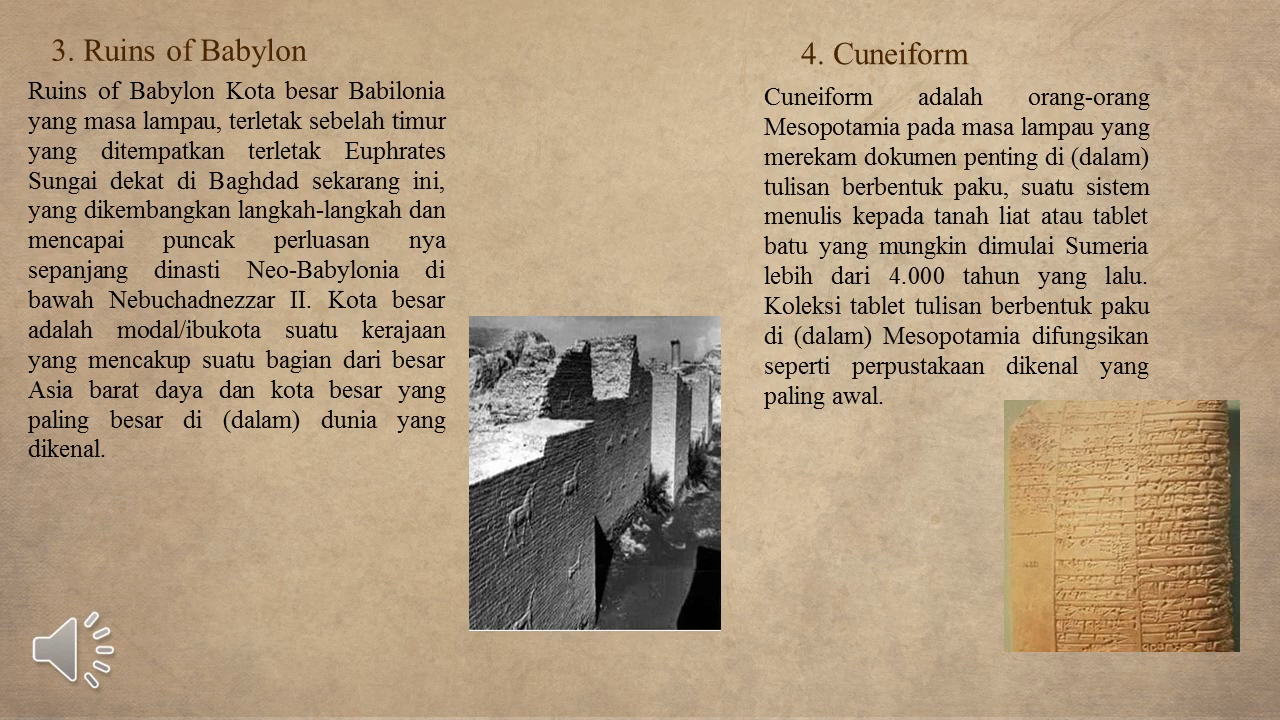 3. Ruins of Babylon
Ruins of Babylon Kota besar Babilonia
yang masa lampau, terletak sebelah timur
yang ditempatkan terletak Euphrates
Sungai dekat di Baghdad sekarang ini,
yang dikembangkan langkah-langkah dan
mencapai puncak perluasan nya
sepanjang dinasti Neo-Babylonia di
bawah Nebuchadnezzar II. Kota besar
adalah modal/ibukota suatu kerajaan
yang mencakup suatu bagian dari besar
Asia barat daya dan kota besar yang
paling besar di (dalam) dunia yang
dikenal.
4. Cuneiform
Cuneiform adalah orang-orang
Mesopotamia pada masa lampau yang
merekam dokumen penting di (dalam)
tulisan berbentuk paku, suatu sistem
menulis kepada tanah liat atau tablet
batu yang mungkin dimulai Sumeria
lebih dari 4.000 tahun yang lalu.
Koleksi tablet tulisan berbentuk paku
di (dalam) Mesopotamia difungsikan
seperti perpustakaan dikenal yang
paling awal.